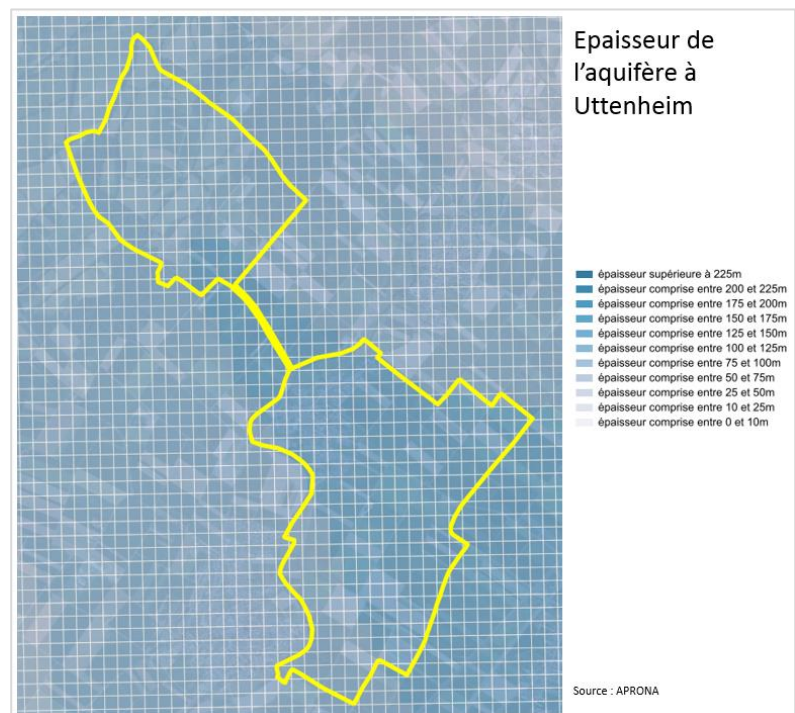 Epaisseur de
l'aquifère à
Uttenheim
épaisseur supérieure à 225m
épaisseur comprise entre 200 et 225m
épaisseur comprise entre 175 et 200m
épaisseur comprise entre 150 et 175m
épaisseur comprise entre 125 et 150m
épaisseur comprise entre 100 et 125m
épaisseur comprise entre 75 et 100m
épaisseur comprise entre 50 et 75m
épaisseur comprise entre 25 et 50m
épaisseur comprise entre 10 et 25m
épaisseur comprise entre 0 et 10m
Source : APRONA